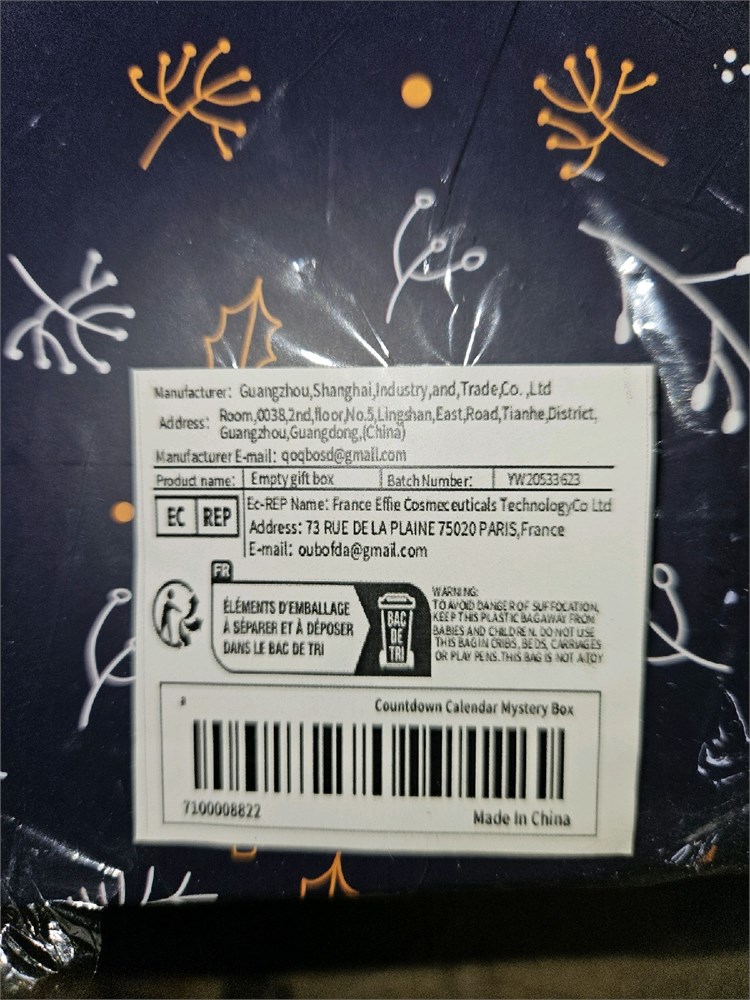 Manufacturer: Guangzhou,Shanghai,Industry,and,Trade,Co.,Ltd
Address: Room,0038,2nd,floor,No.5,Lingshan,East,Road,Tianhe,District,
Guangzhou,Guangdong,(China)
Manufacturer E-mail: qoqbosd@gmail.com
Product name: Empty gift box Batch Number: YW20533623
EC REP
Ec-REP Name: France Effie Cosmeceuticals TechnologyCo Ltd
Address: 73 RUE DE LA PLAINE 75020 PARIS,France
E-mail: oubofda@gmail.com
FR
ÉLÉMENTS D'EMBALLAGE
À SÉPARER ET À DÉPOSER
DANS LE BAC DE TRI
BAC
DE
TRI
WARNING:
TO AVOID DANGER OF SUFFOCATION,
KEEP THIS PLASTIC BAG AWAY FROM
BABIES AND CHILDREN. DO NOT USE
THIS BAG IN CRIBS, BEDS, CARRIAGES
OR PLAY PENS. THIS BAG IS NOT A TOY
Countdown Calendar Mystery Box
7100008822
Made In China